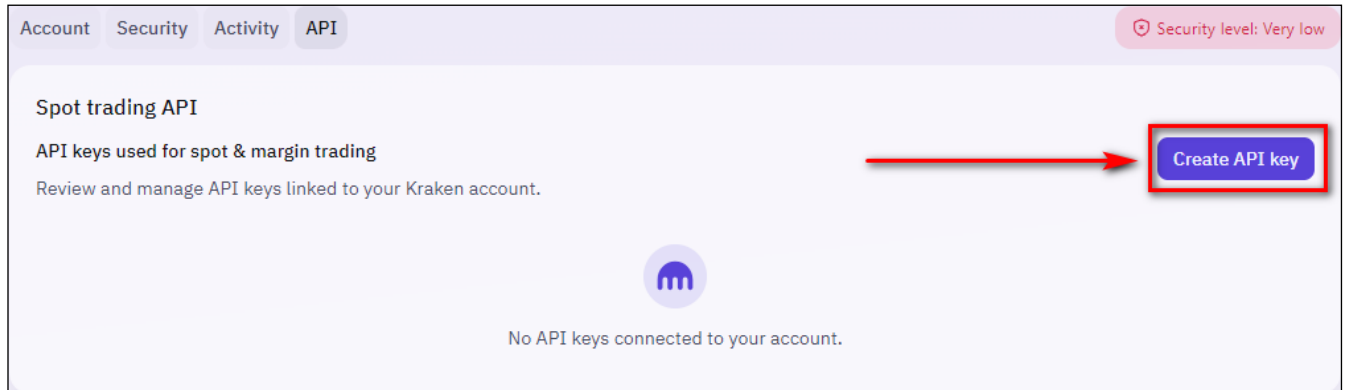 Account Security Activity API
Security level: Very low
Spot trading API
API keys used for spot & margin trading
Create API key
Review and manage API keys linked to your Kraken account.
No API keys connected to your account.